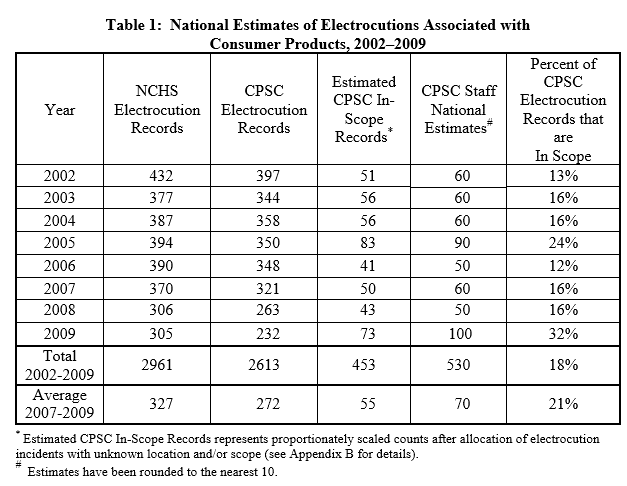 Table 1: National Estimates of Electrocutions Associated with
Consumer Products, 2002–2009
Year | NCHS Electrocution Records | CPSC Electrocution Records | Estimated CPSC In-Scope Records* | CPSC Staff National Estimates# | Percent of CPSC Electrocution Records that are In Scope
2002 | 432 | 397 | 51 | 60 | 13%
2003 | 377 | 344 | 56 | 60 | 16%
2004 | 387 | 358 | 56 | 60 | 16%
2005 | 394 | 350 | 83 | 90 | 24%
2006 | 390 | 348 | 41 | 50 | 12%
2007 | 370 | 321 | 50 | 60 | 16%
2008 | 306 | 263 | 43 | 50 | 16%
2009 | 305 | 232 | 73 | 100 | 32%
Total 2002-2009 | 2961 | 2613 | 453 | 530 | 18%
Average 2007-2009 | 327 | 272 | 55 | 70 | 21%
* Estimated CPSC In-Scope Records represents proportionately scaled counts after allocation of electrocution
incidents with unknown location and/or scope (see Appendix B for details).
# Estimates have been rounded to the nearest 10.